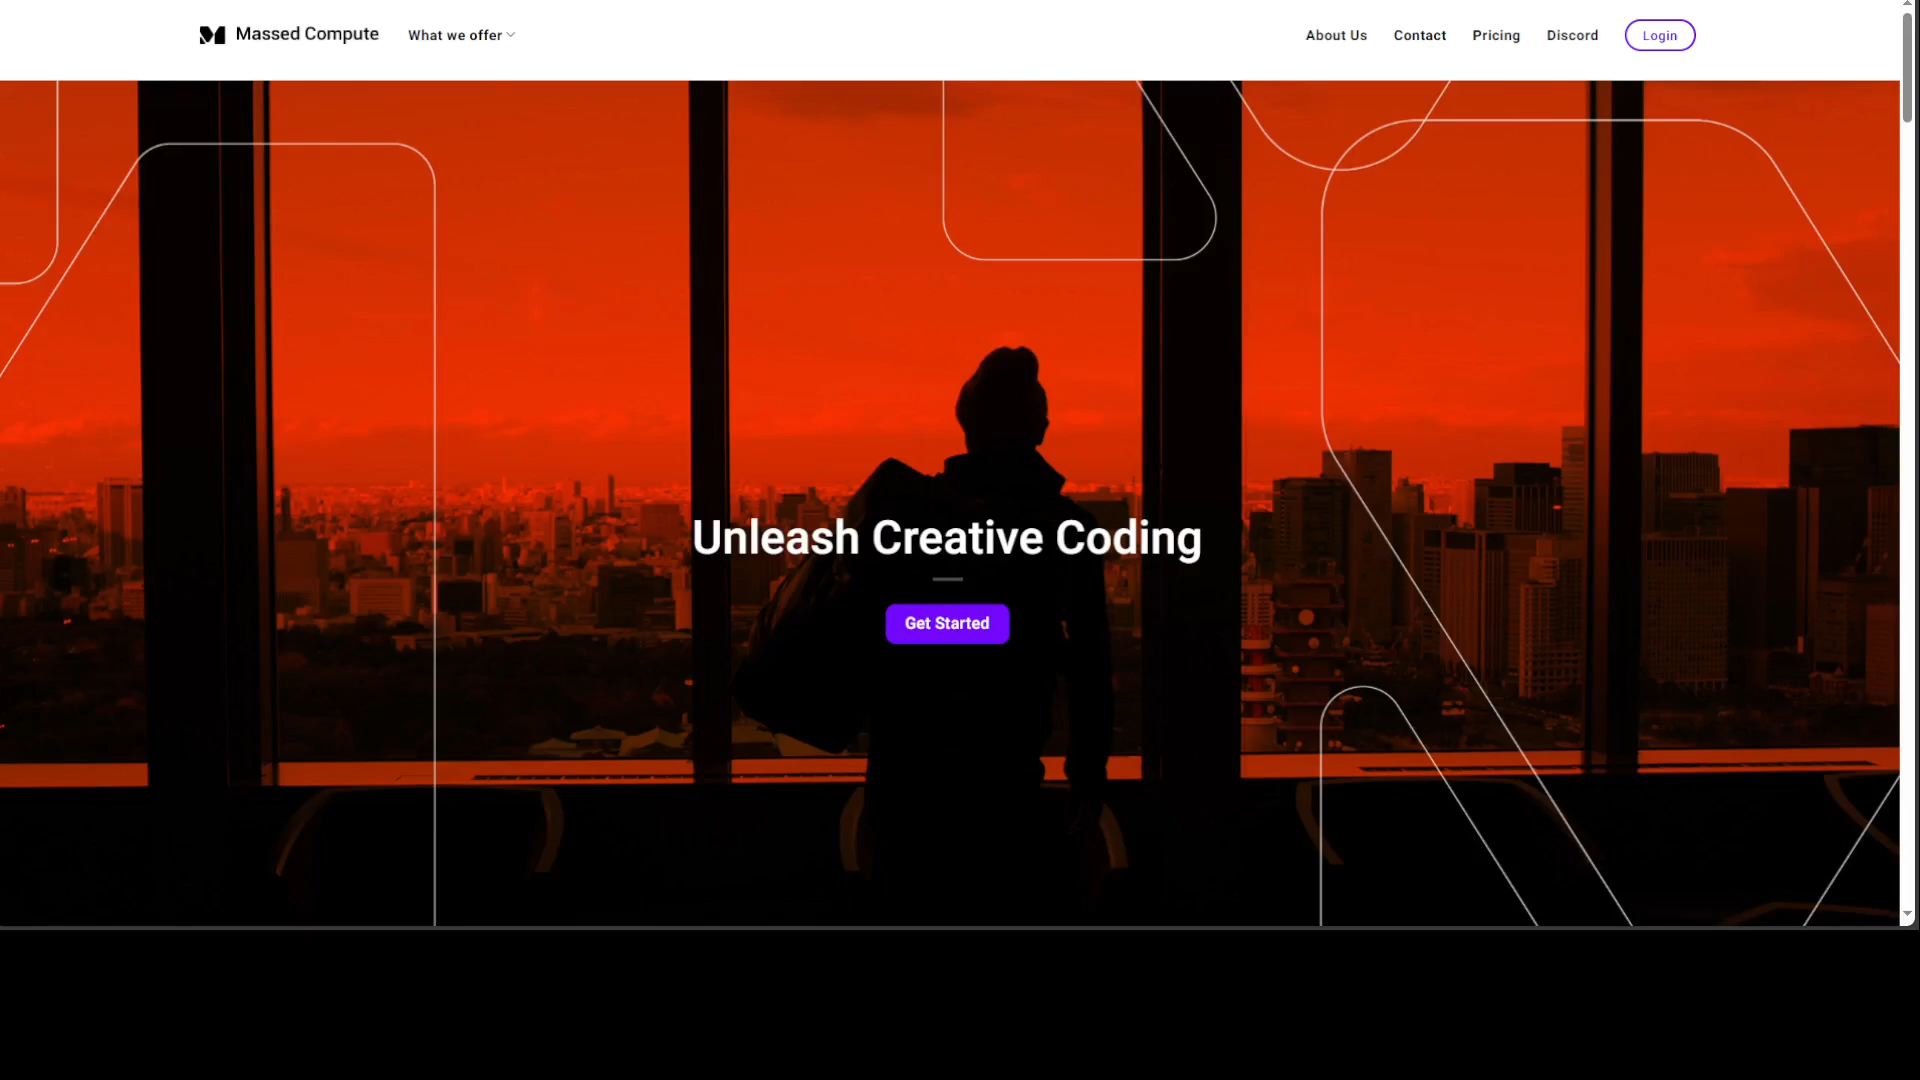 Massed Compute
What we offer
About Us
Contact
Pricing
Discord
Login
Unleash Creative Coding
Get Started